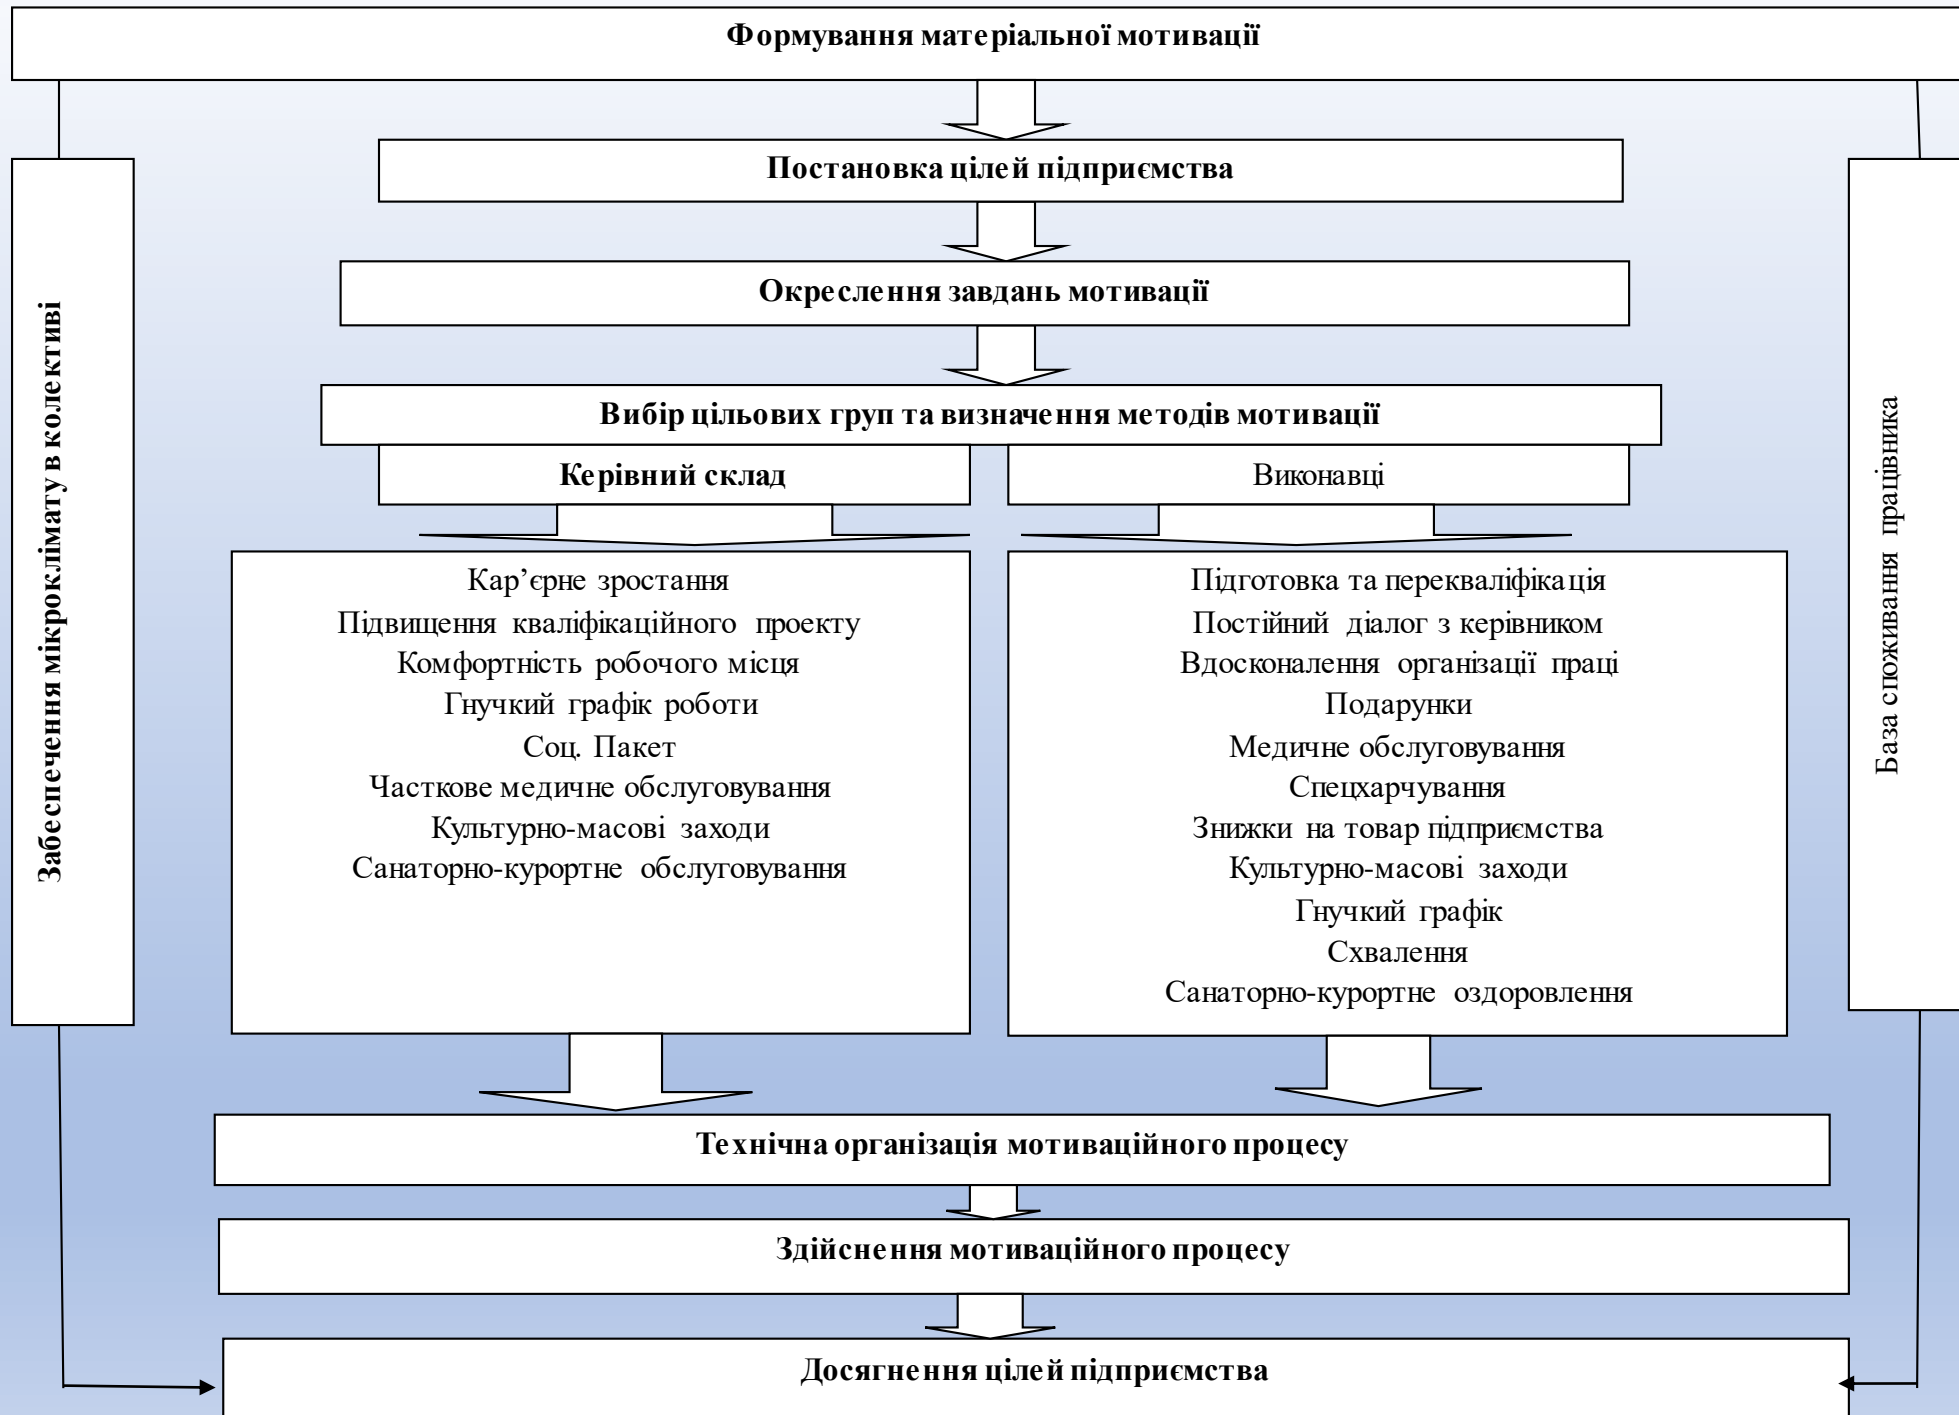 Формування матеріальної мотивації
Постановка цілей підприємства
Окреслення завдань мотивації
Вибір цільових груп та визначення методів мотивації
Керівний склад
Виконавці
Забеспечення мікроклімату в колективі
Кар’єрне зростання
Підвищення кваліфікаційного проекту
Комфортність робочого місця
Гнучкий графік роботи
Соц. Пакет
Часткове медичне обслуговування
Культурно-масові заходи
Санаторно-курортне обслуговування
Підготовка та перекваліфікація
Постійний діалог з керівником
Вдосконалення організації праці
Подарунки
Медичне обслуговування
Спецхарчування
Знижки на товар підприємства
Культурно-масові заходи
Гнучкий графік
Схвалення
Санаторно-курортне оздоровлення
База споживання працівника
Технічна організація мотиваційного процесу
Здійснення мотиваційного процесу
Досягнення цілей підприємства